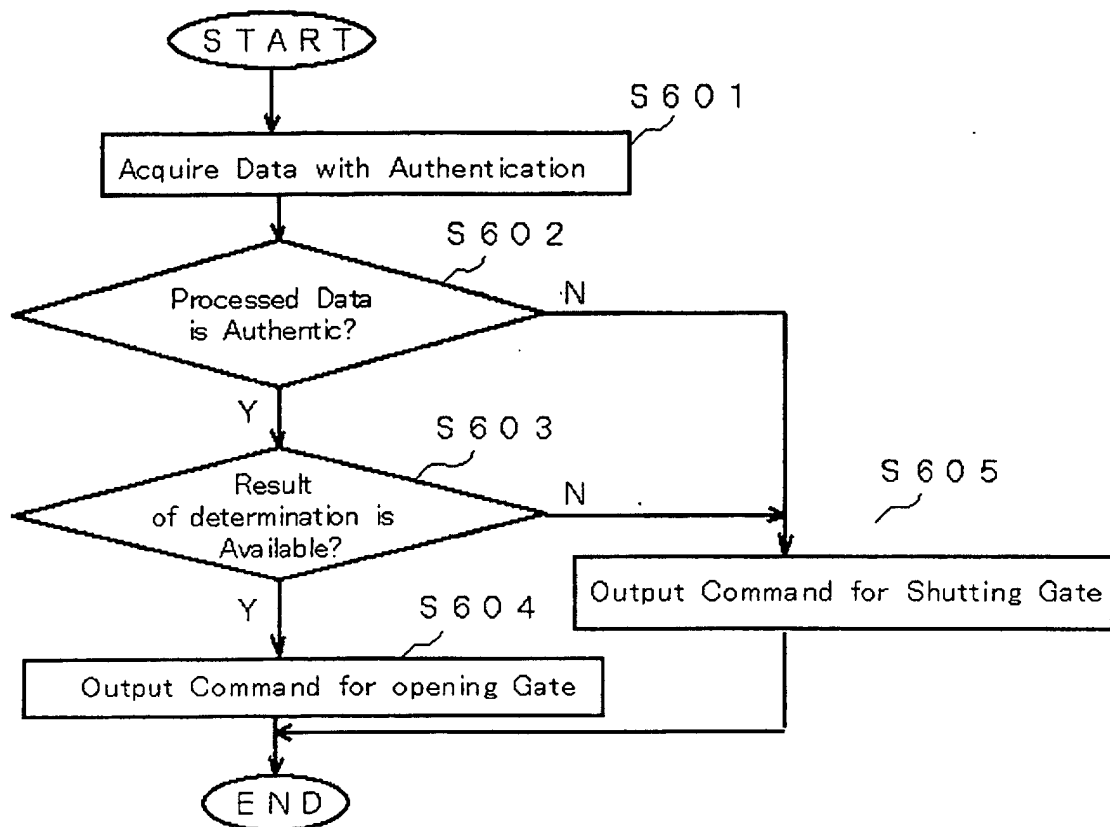 START
S601
Acquire Data with Authentication
S602
Processed Data
is Authentic?
N
Y
S603
Result
of determination is
Available?
N
S605
Output Command for Shutting Gate
Y
S604
Output Command for opening Gate
END